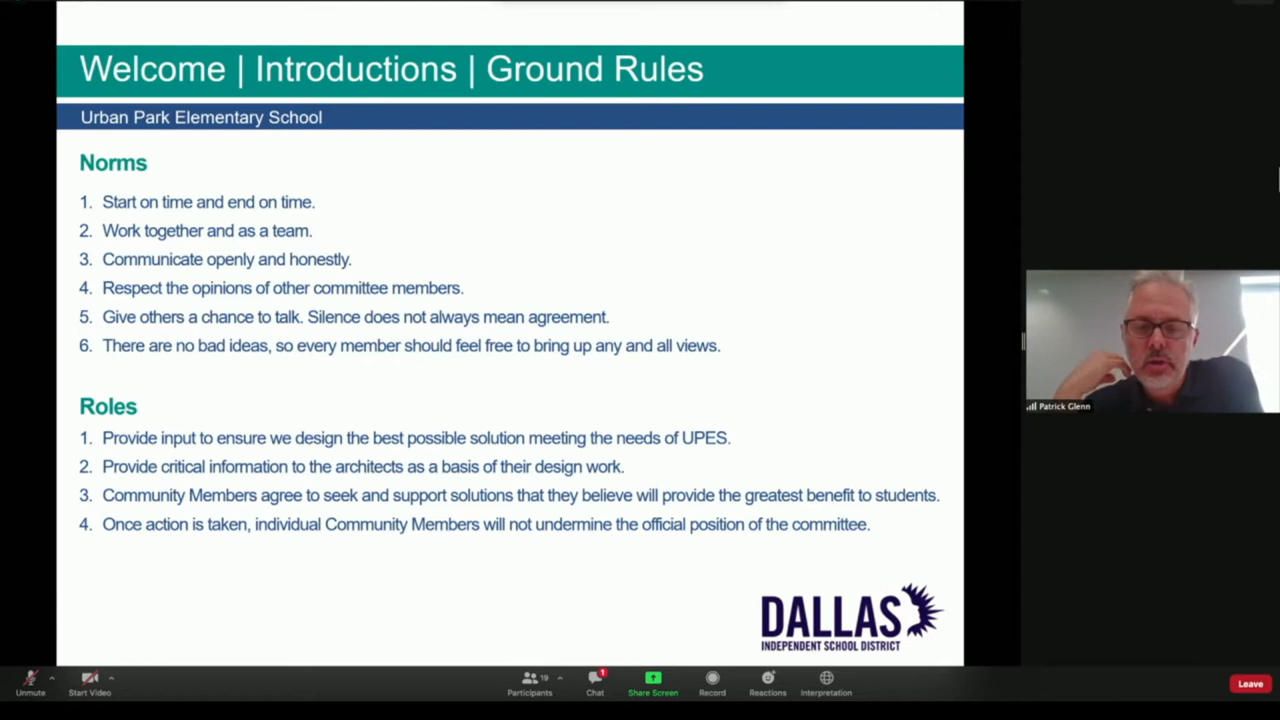 Welcome | Introductions | Ground Rules
Urban Park Elementary School
Norms
1. Start on time and end on time.
2. Work together and as a team.
3. Communicate openly and honestly.
4. Respect the opinions of other committee members.
5. Give others a chance to talk. Silence does not always mean agreement.
6. There are no bad ideas, so every member should feel free to bring up any and all views.
Roles
1. Provide input to ensure we design the best possible solution meeting the needs of UPES.
2. Provide critical information to the architects as a basis of their design work.
3. Community Members agree to seek and support solutions that they believe will provide the greatest benefit to students.
4. Once action is taken, individual Community Members will not undermine the official position of the committee.
DALLAS
INDEPENDENT SCHOOL DISTRICT
Patrick Glenn
19
1
Unmute
Start Video
Participants
Chat
Share Screen
Record
Reactions
Interpretation
Leave